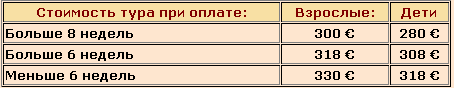 Стоимость тура при оплате: Взрослые: Дети
Больше 8 недель 300 € 280 €
Больше 6 недель 318 € 308 €
Меньше 6 недель 330 € 318 €